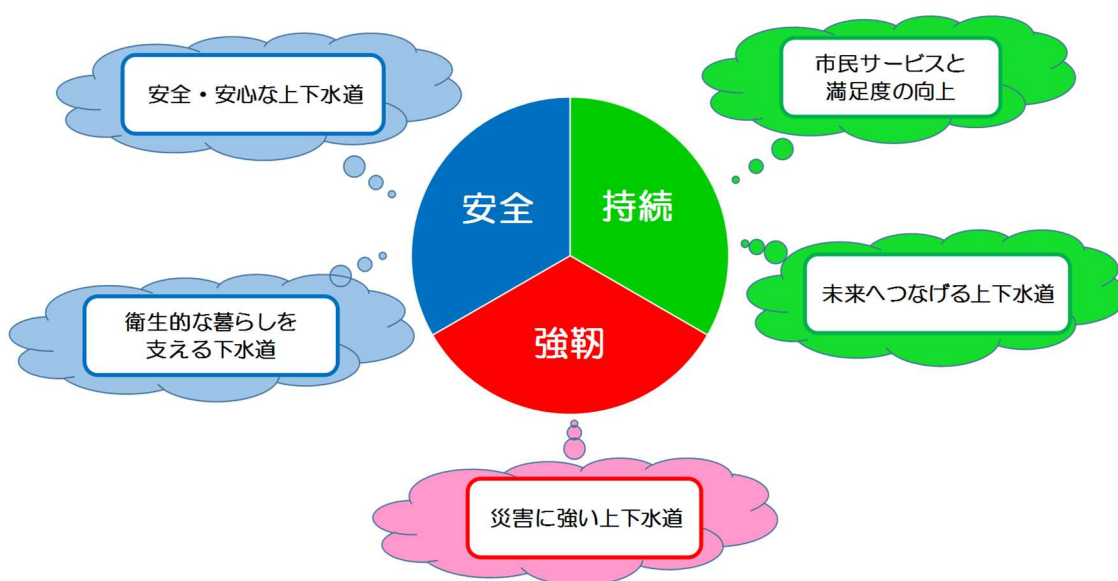 安全・安心な上下水道
市民サービスと
満足度の向上
安全
持続
衛生的な暮らしを
支える下水道
未来へつなげる上下水道
強靭
災害に強い上下水道